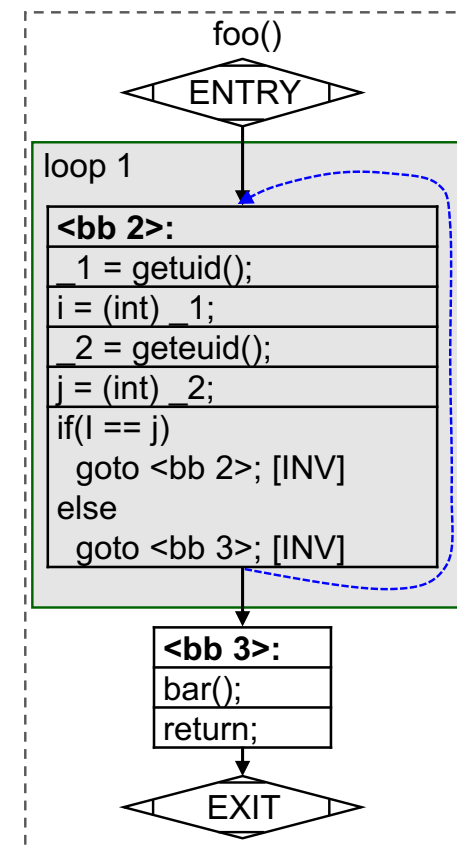 foo()
ENTRY
loop 1
<bb 2>:
_1 = getuid();
i = (int) _1;
_2 = geteuid();
j = (int) _2;
if(I == j)
goto <bb 2>; [INV]
else
goto <bb 3>; [INV]
<bb 3>:
bar();
return;
EXIT